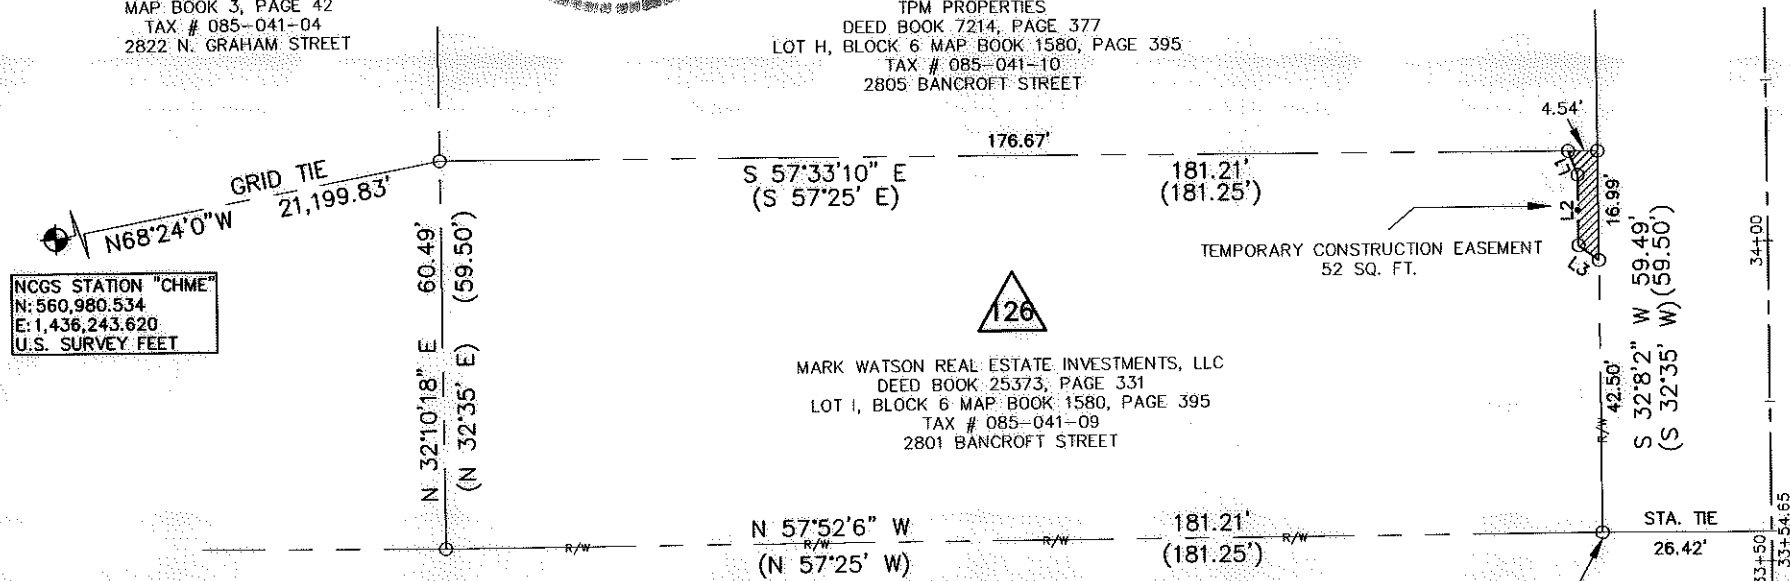 MAP BOOK 3, PAGE 42
TAX # 085-041-04
2822 N. GRAHAM STREET
TPM PROPERTIES
DEED BOOK 7214, PAGE 377
LOT H, BLOCK 6 MAP BOOK 1580, PAGE 395
TAX # 085-041-10
2805 BANCROFT STREET
4.54'
176.67'
GRID TIE
21,199.83'
N68°24'0"W
S 57°33'10" E
(S 57°25' E)
181.21'
(181.25')
L1
L2
L3
16.99'
TEMPORARY CONSTRUCTION EASEMENT
52 SQ. FT.
NCGS STATION "CHME"
N: 560,980.534
E: 1,436,243.620
U.S. SURVEY FEET
N 32°10'18" E 60.49'
(N 32°35' E) (59.50')
126
MARK WATSON REAL ESTATE INVESTMENTS, LLC
DEED BOOK 25373, PAGE 331
LOT I, BLOCK 6 MAP BOOK 1580, PAGE 395
TAX # 085-041-09
2801 BANCROFT STREET
R/W
42.50'
S 32°8'2" W 59.49'
(S 32°35' W)(59.50')
34+00
N 57°52'6" W
(N 57°25' W)
181.21'
(181.25')
R/W
R/W
R/W
R/W
STA. TIE
26.42'
33+50
33+54.65